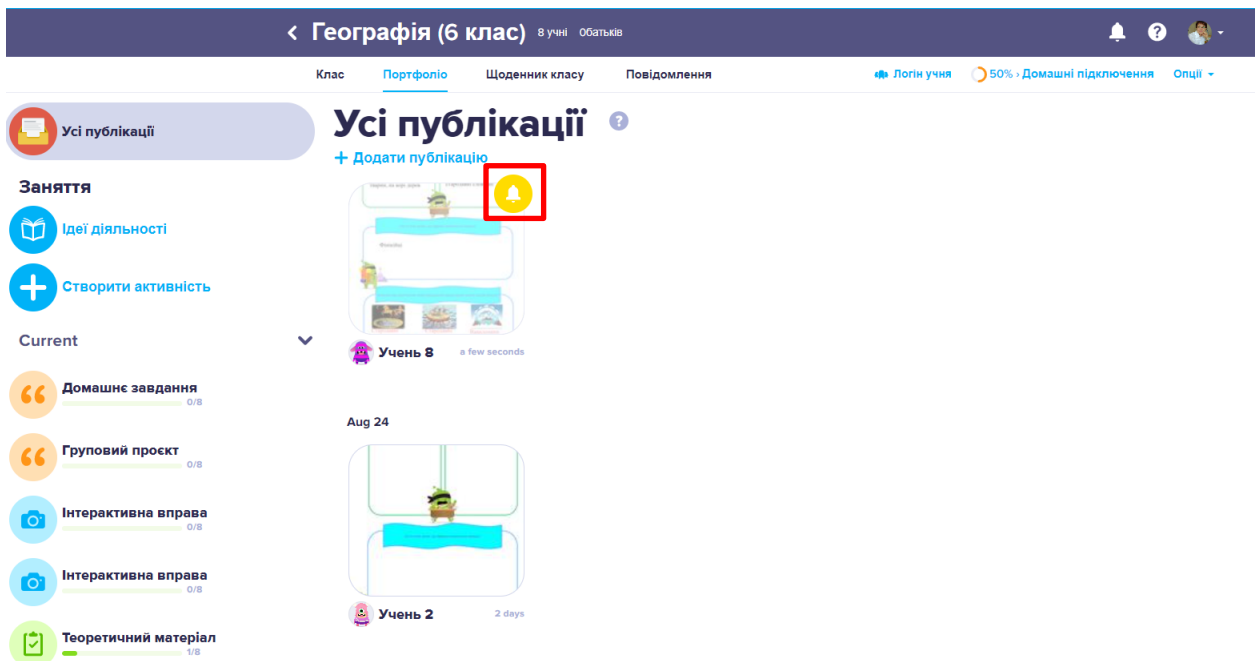 Географія (6 клас) 8 учні 0батьків
Клас Портфоліо Щоденник класу Повідомлення Логін учня 50% › Домашні підключення Опції
Усі публікації
Заняття
Ідеї діяльності
Створити активність
Current
Домашнє завдання
0/8
Груповий проєкт
0/8
Інтерактивна вправа
0/8
Інтерактивна вправа
0/8
Теоретичний матеріал
1/8
Усі публікації
+ Додати публікацію
Учень 8 a few seconds
Aug 24
Учень 2 2 days